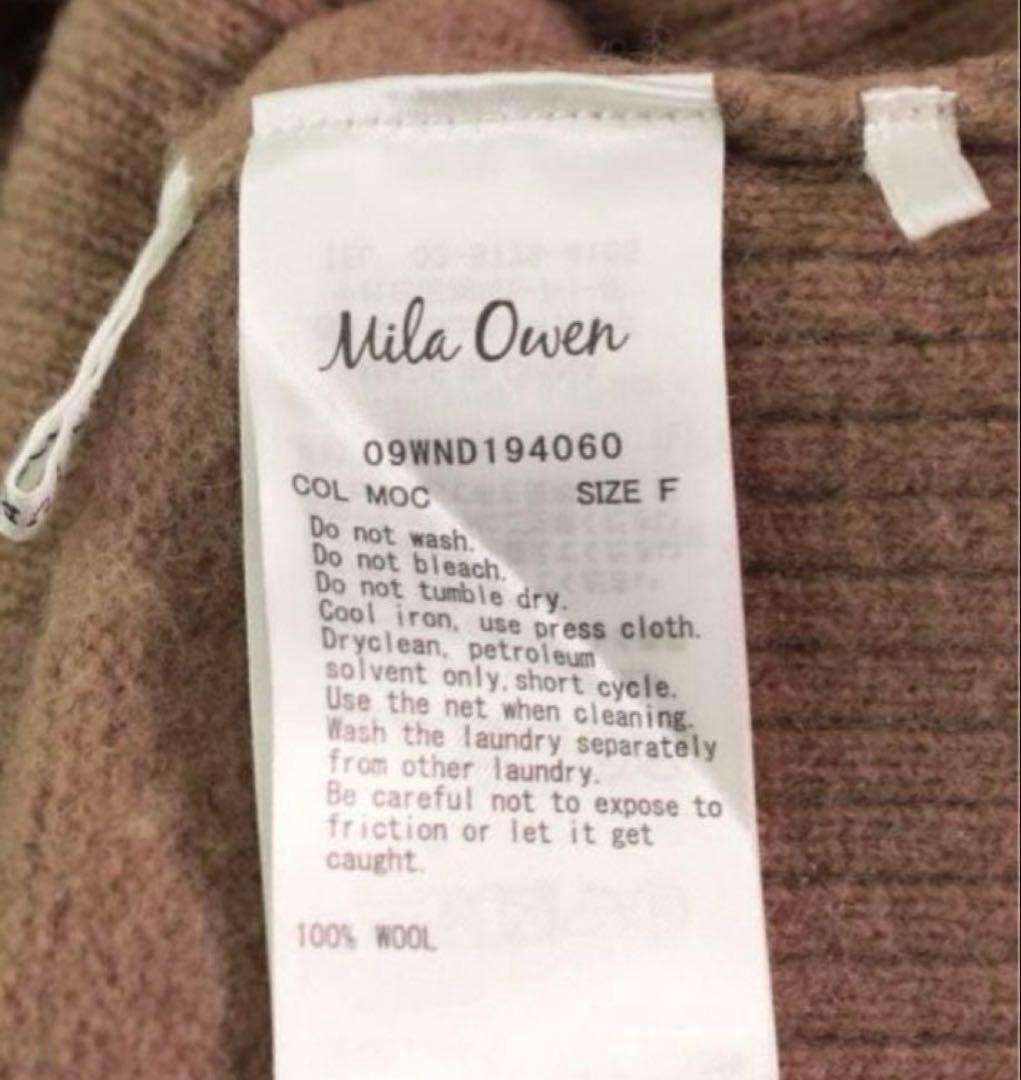 Mila Owen
09WND194060
COL MOC SIZE F
Do not wash.
Do not bleach.
Do not tumble dry.
Cool iron, use press cloth.
Dryclean, petroleum
solvent only, short cycle.
Use the net when cleaning.
Wash the laundry separately
from other laundry.
Be careful not to expose to
friction or let it get
caught.
100% WOOL